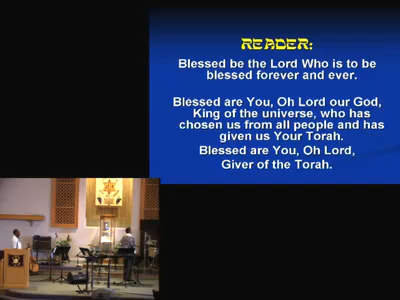 READER:
Blessed be the Lord Who is to be
blessed forever and ever.
Blessed are You, Oh Lord our God,
King of the universe, who has
chosen us from all people and has
given us Your Torah.
Blessed are You, Oh Lord,
Giver of the Torah.